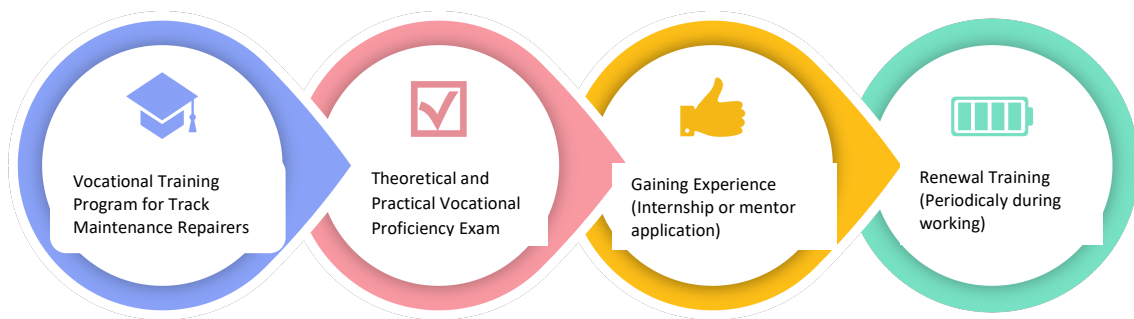 Vocational Training
Program for Track
Maintenance Repairers
Theoretical and
Practical Vocational
Proficiency Exam
Gaining Experience
(Internship or mentor
application)
Renewal Training
(Periodicaly during
working)